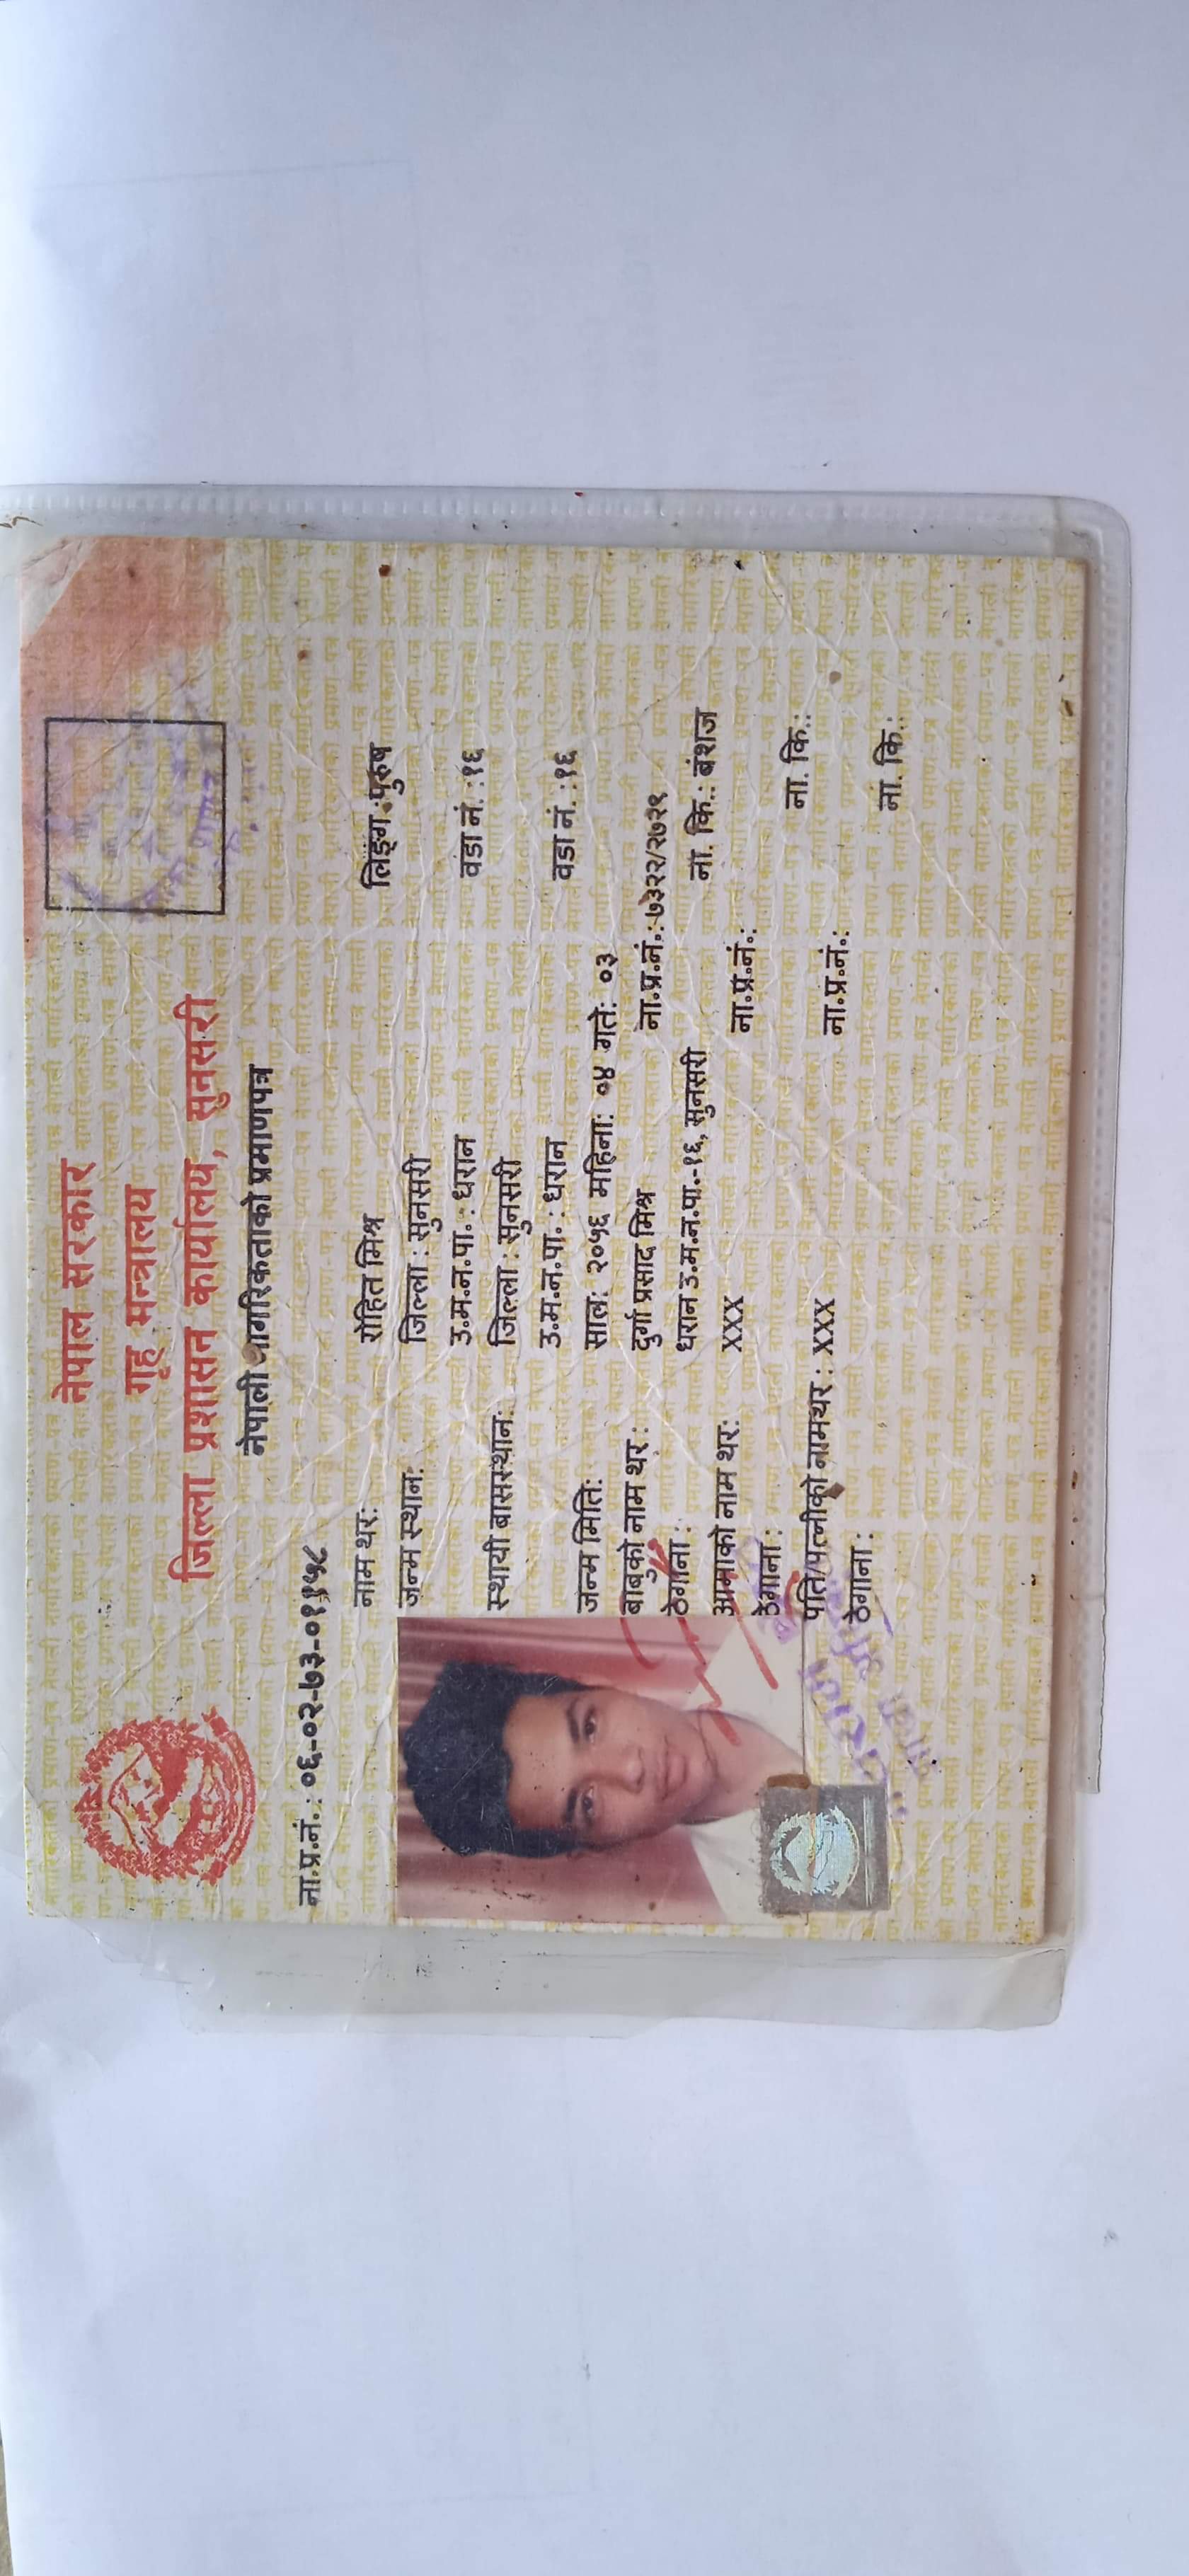 नेपाल सरकार
गृह मन्त्रालय
जिल्ला प्रशासन कार्यालय, सुनसरी
नेपाली नागरिकताको प्रमाणपत्र
ना.प्र.नं. : ०६-०२-७३-०११५८
नाम थर: रोहित मिश्र लिङ्ग : पुरुष
जन्म स्थान: जिल्ला : सुनसरी
उ.म.न.पा. : धरान वडा नं. : १६
स्थायी बासस्थान: जिल्ला : सुनसरी
उ.म.न.पा. : धरान वडा नं. : १६
जन्म मिति: साल: २०५६ महिना: ०४ गते: ०३
बाबुको नाम थर : दुर्गा प्रसाद मिश्र ना.प्र.नं.:-७३२२/२७२९
ठेगाना : धरान उ.म.न.पा.-१६, सुनसरी ना. कि.: बंशज
आमाको नाम थर: XXX ना.प्र.नं.:
ठेगाना : ना. कि.:
पति/पत्नीको नामथर : XXX ना.प्र.नं.:
ठेगाना : ना. कि.: